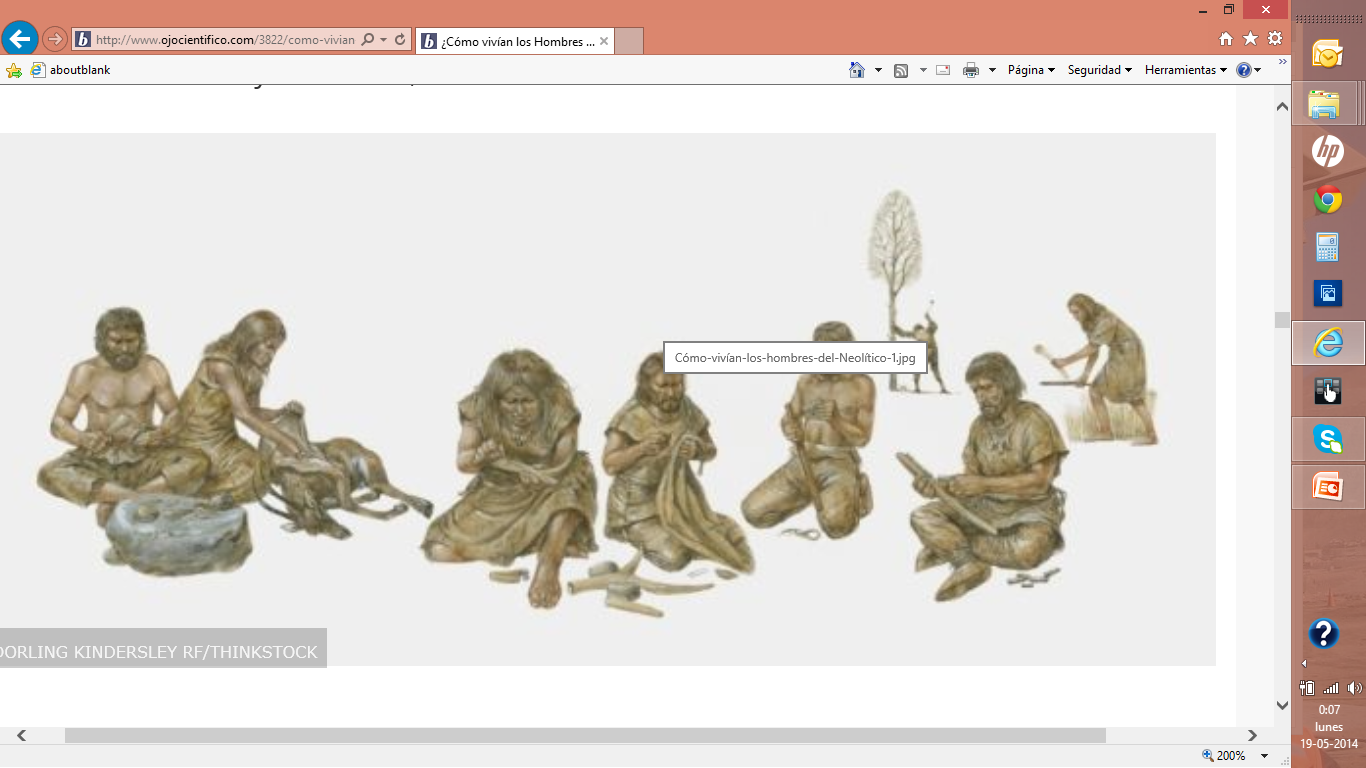 http://www.ojocientifico.com/3822/como-vivian
¿Cómo vivían los Hombres ...
aboutblank
Página
Seguridad
Herramientas
Cómo-vivían-los-hombres-del-Neolítico-1.jpg
DORLING KINDERSLEY RF/THINKSTOCK
200%
hp
0:07
lunes
19-05-2014